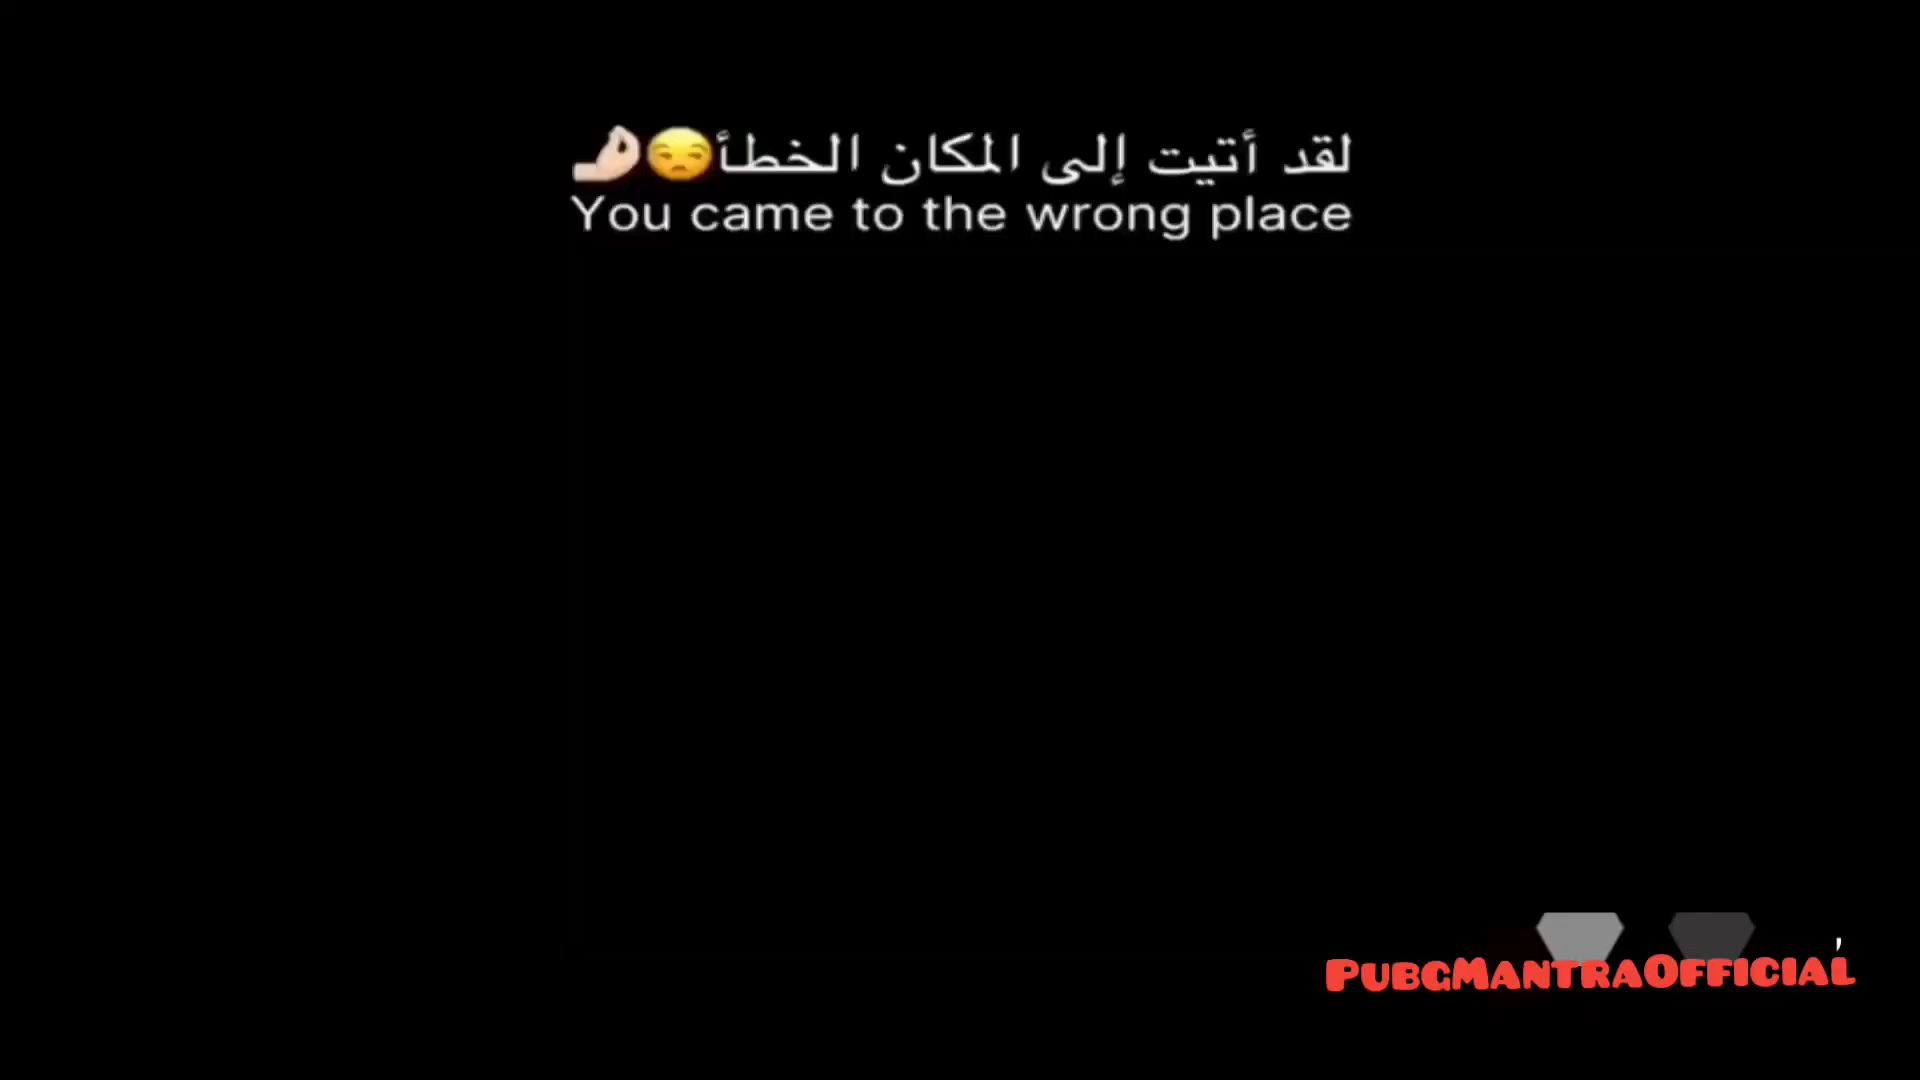 لقد أتيت إلى المكان الخطأ😒🤌🏻
You came to the wrong place
PubgMantraOfficial